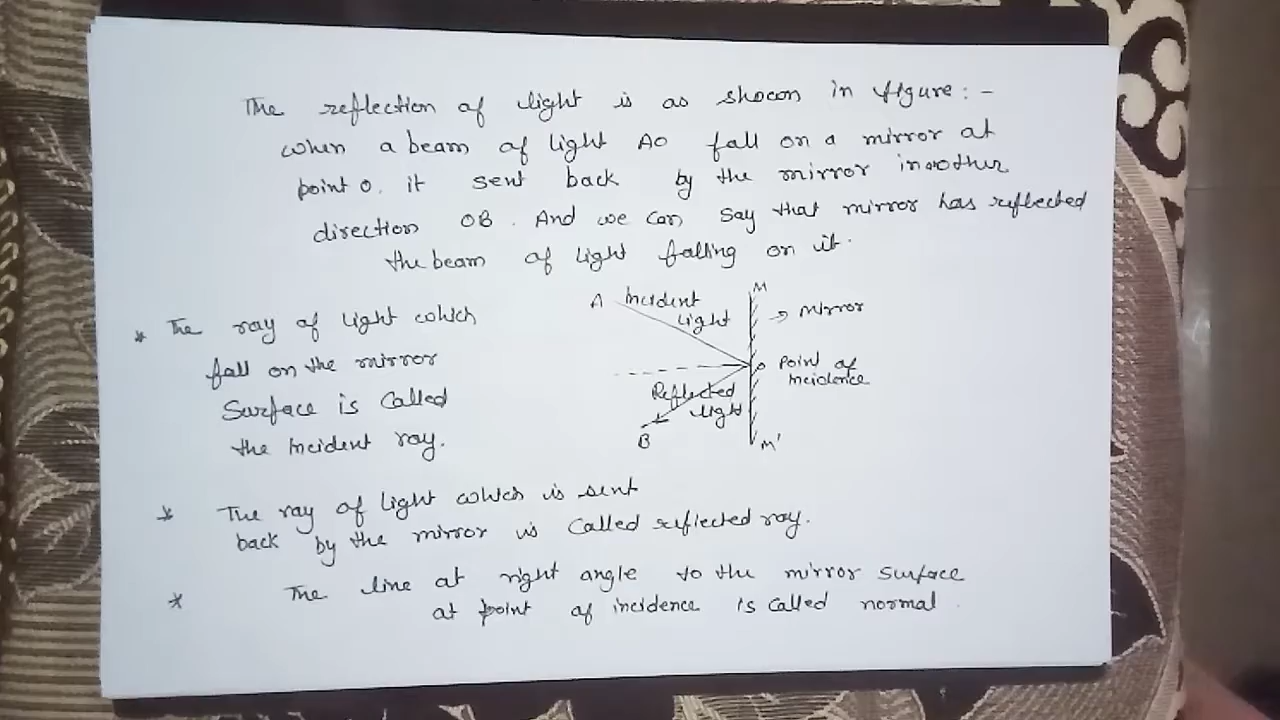 The reflection of light is as shocon in figure : -
when a beam of light AO fall on a mirror at
point O. it sent back by the mirror in other
direction OB . And we can say that mirror has reflected
the beam of light falling on it.
* The ray of light which
fall on the mirror
Surface is called
the incident ray.
A Incident
light
M
→ mirror
O Point of
incidence
Reflected
light
B
M'
* The ray of light which is sent
back by the mirror is called reflected ray.
* The line at right angle to the mirror surface
at point of incidence is called normal .